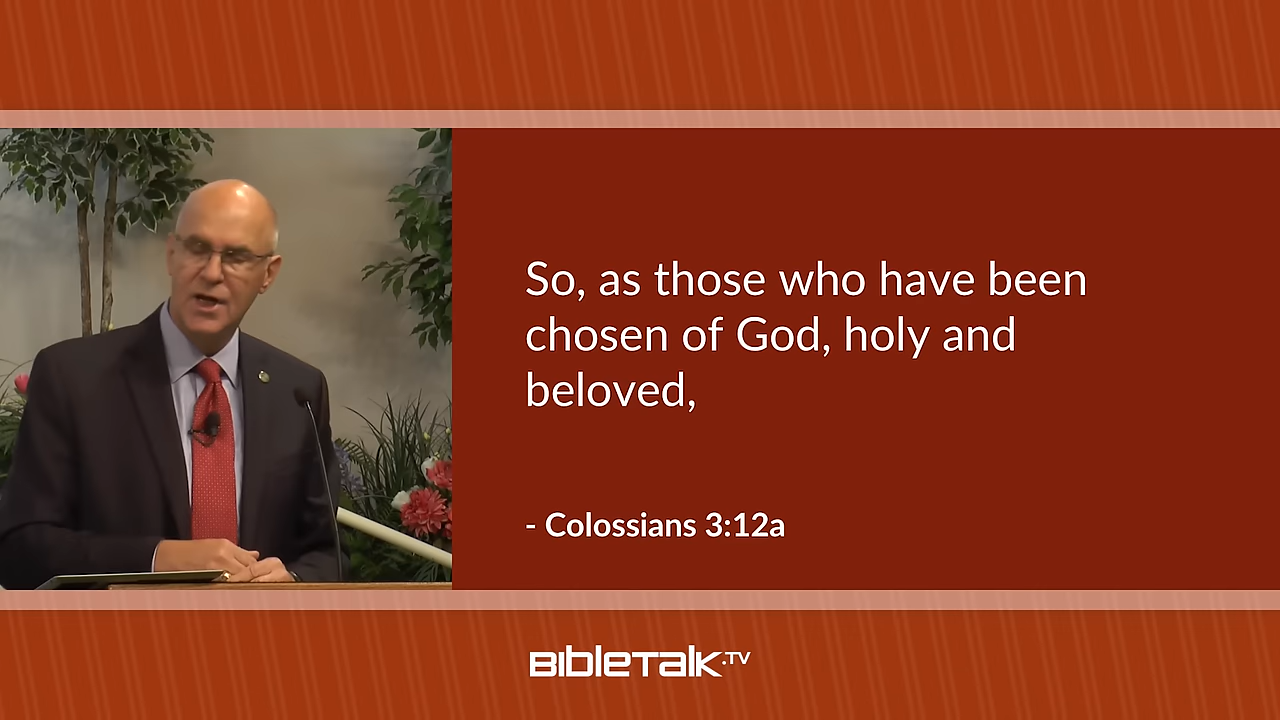 So, as those who have been
chosen of God, holy and
beloved,
- Colossians 3:12a
BIBLETALK.TV